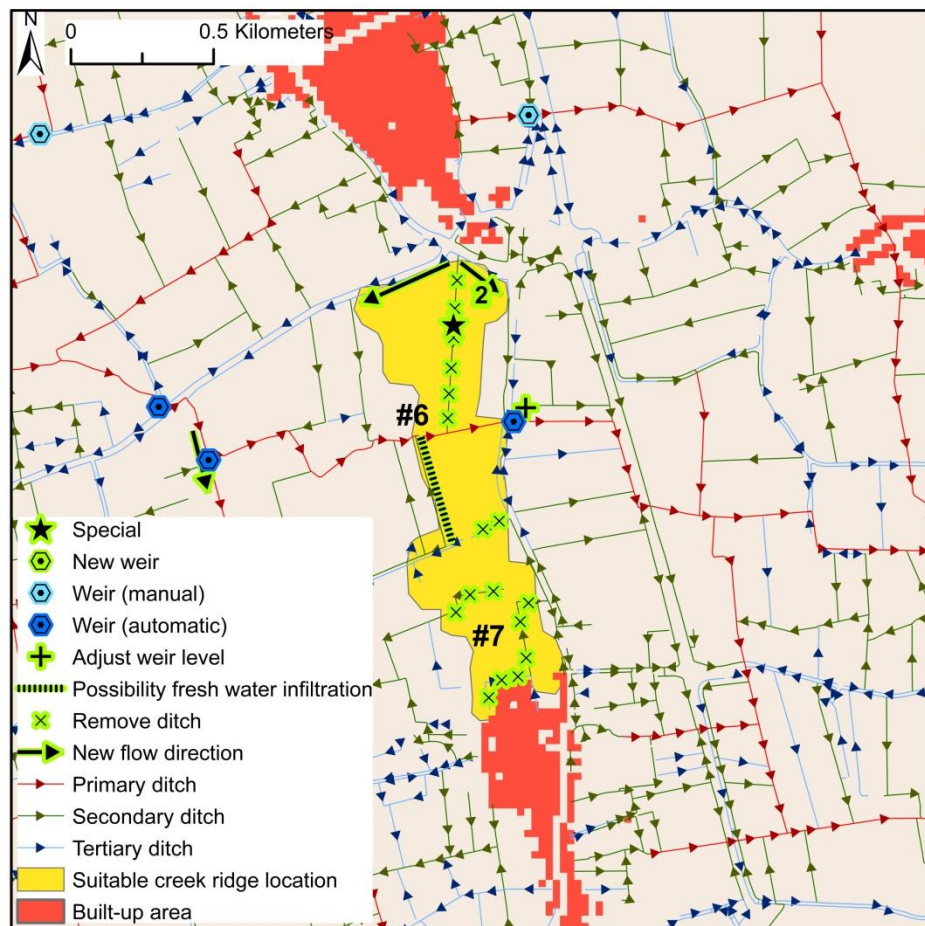 N
0 0.5 Kilometers
2
#6
#7
Special
New weir
Weir (manual)
Weir (automatic)
Adjust weir level
Possibility fresh water infiltration
Remove ditch
New flow direction
Primary ditch
Secondary ditch
Tertiary ditch
Suitable creek ridge location
Built-up area